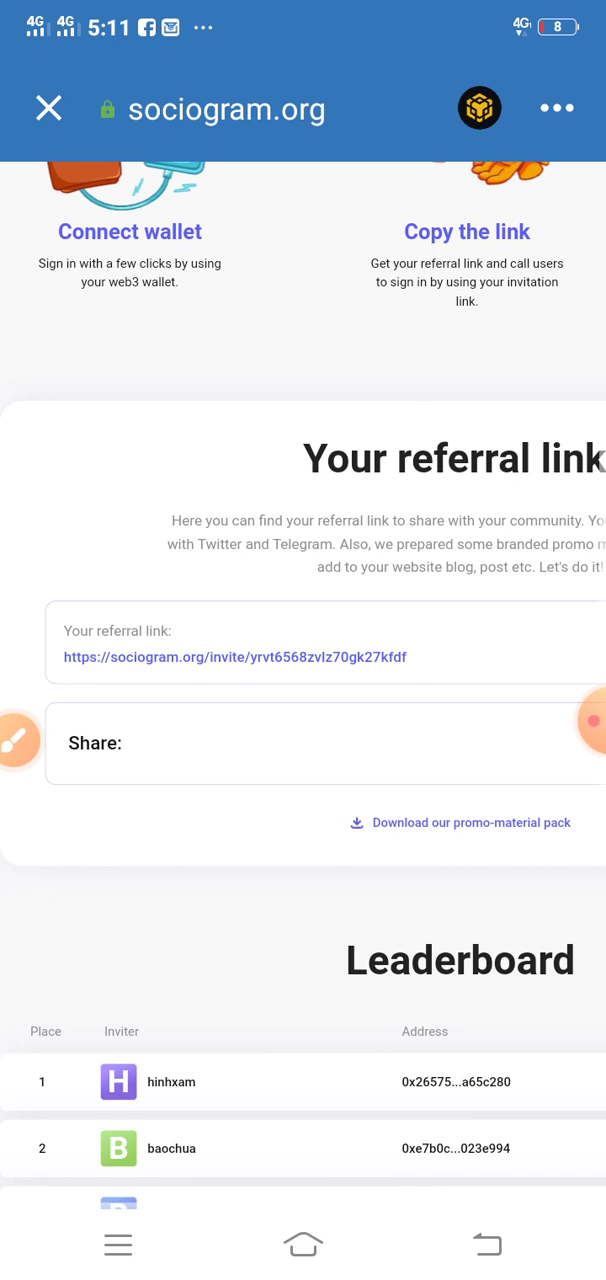 4G 4G 5:11 4G 8
sociogram.org
Connect wallet
Sign in with a few clicks by using
your web3 wallet.
Copy the link
Get your referral link and call users
to sign in by using your invitation
link.
Your referral link
Here you can find your referral link to share with your community.
with Twitter and Telegram. Also, we prepared some branded promo
add to your website blog, post etc. Let's do it!
Your referral link:
https://sociogram.org/invite/yrvt6568zvlz70gk27kfdf
Share:
Download our promo-material pack
Leaderboard
Place Inviter Address
1 H hinhxam 0x26575...a65c280
2 B baochua 0xe7b0c...023e994